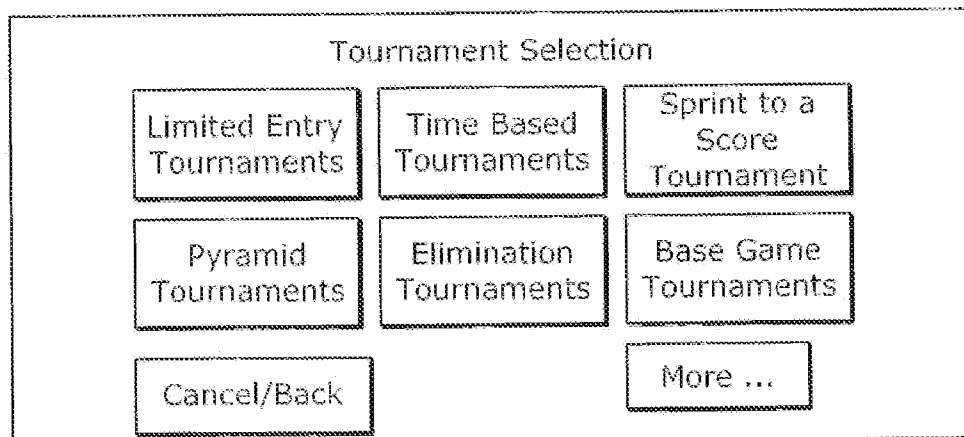 Tournament Selection
Limited Entry
Tournaments
Time Based
Tournaments
Sprint to a
Score
Tournament
Pyramid
Tournaments
Elimination
Tournaments
Base Game
Tournaments
Cancel/Back
More ...